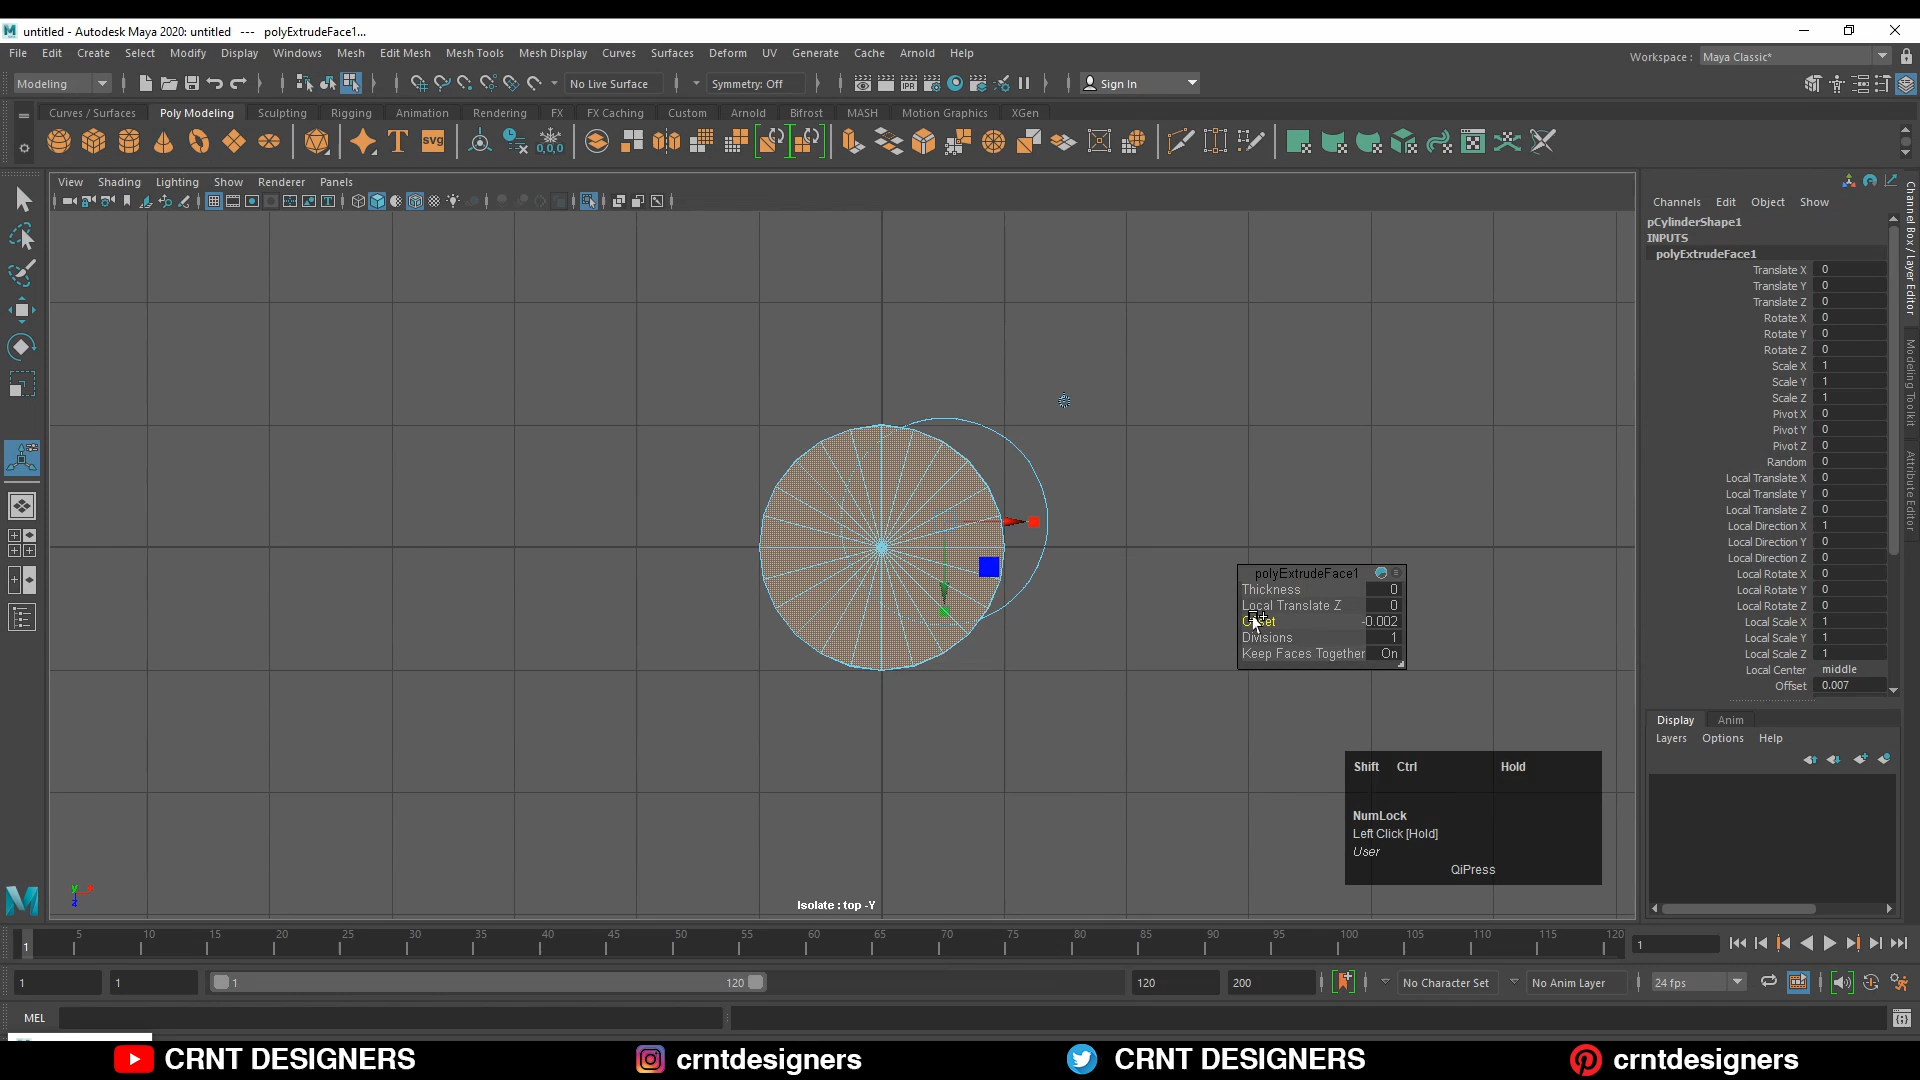 untitled - Autodesk Maya 2020: untitled --- polyExtrudeFace1...
File Edit Create Select Modify Display Windows Mesh Edit Mesh Mesh Tools Mesh Display Curves Surfaces Deform UV Generate Cache Arnold Help
Workspace : Maya Classic*
Modeling No Live Surface Symmetry: Off Sign In
Curves / Surfaces Poly Modeling Sculpting Rigging Animation Rendering FX FX Caching Custom Arnold Bifrost MASH Motion Graphics XGen
View Shading Lighting Show Renderer Panels
Channels Edit Object Show
pCylinderShape1
INPUTS
polyExtrudeFace1
Translate X 0
Translate Y 0
Translate Z 0
Rotate X 0
Rotate Y 0
Rotate Z 0
Scale X 1
Scale Y 1
Scale Z 1
Pivot X 0
Pivot Y 0
Pivot Z 0
Random 0
Local Translate X 0
Local Translate Y 0
Local Translate Z 0
Local Direction X 1
Local Direction Y 0
Local Direction Z 0
Local Rotate X 0
Local Rotate Y 0
Local Rotate Z 0
Local Scale X 1
Local Scale Y 1
Local Scale Z 1
Local Center middle
Offset 0.007
Channel Box / Layer Editor
Modeling Toolkit
Attribute Editor
polyExtrudeFace1
Thickness 0
Local Translate Z 0
-0.002
Divisions 1
Keep Faces Together On
Display Anim
Layers Options Help
Shift Ctrl Hold
NumLock
Left Click [Hold]
User
QiPress
Isolate : top -Y
1 5 10 15 20 25 30 35 40 45 50 55 60 65 70 75 80 85 90 95 100 105 110 115 120 1
1 1 1 120 120 200 No Character Set No Anim Layer 24 fps
MEL
CRNT DESIGNERS crntdesigners CRNT DESIGNERS crntdesigners